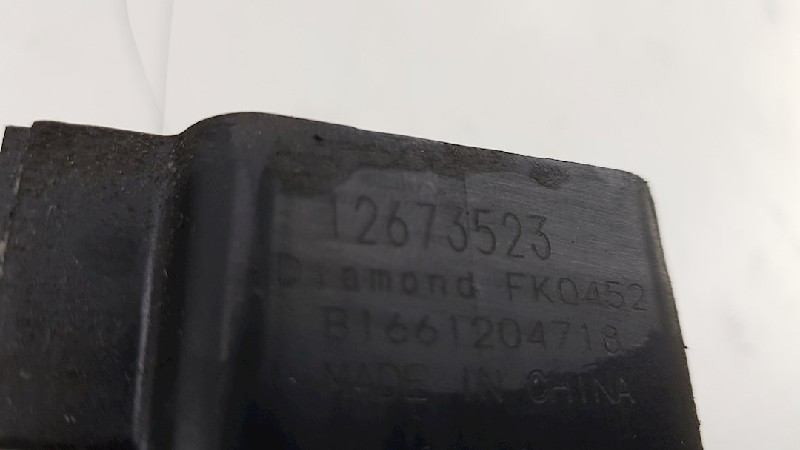 12673523
Diamond FK0452
B1661204718
MADE IN CHINA